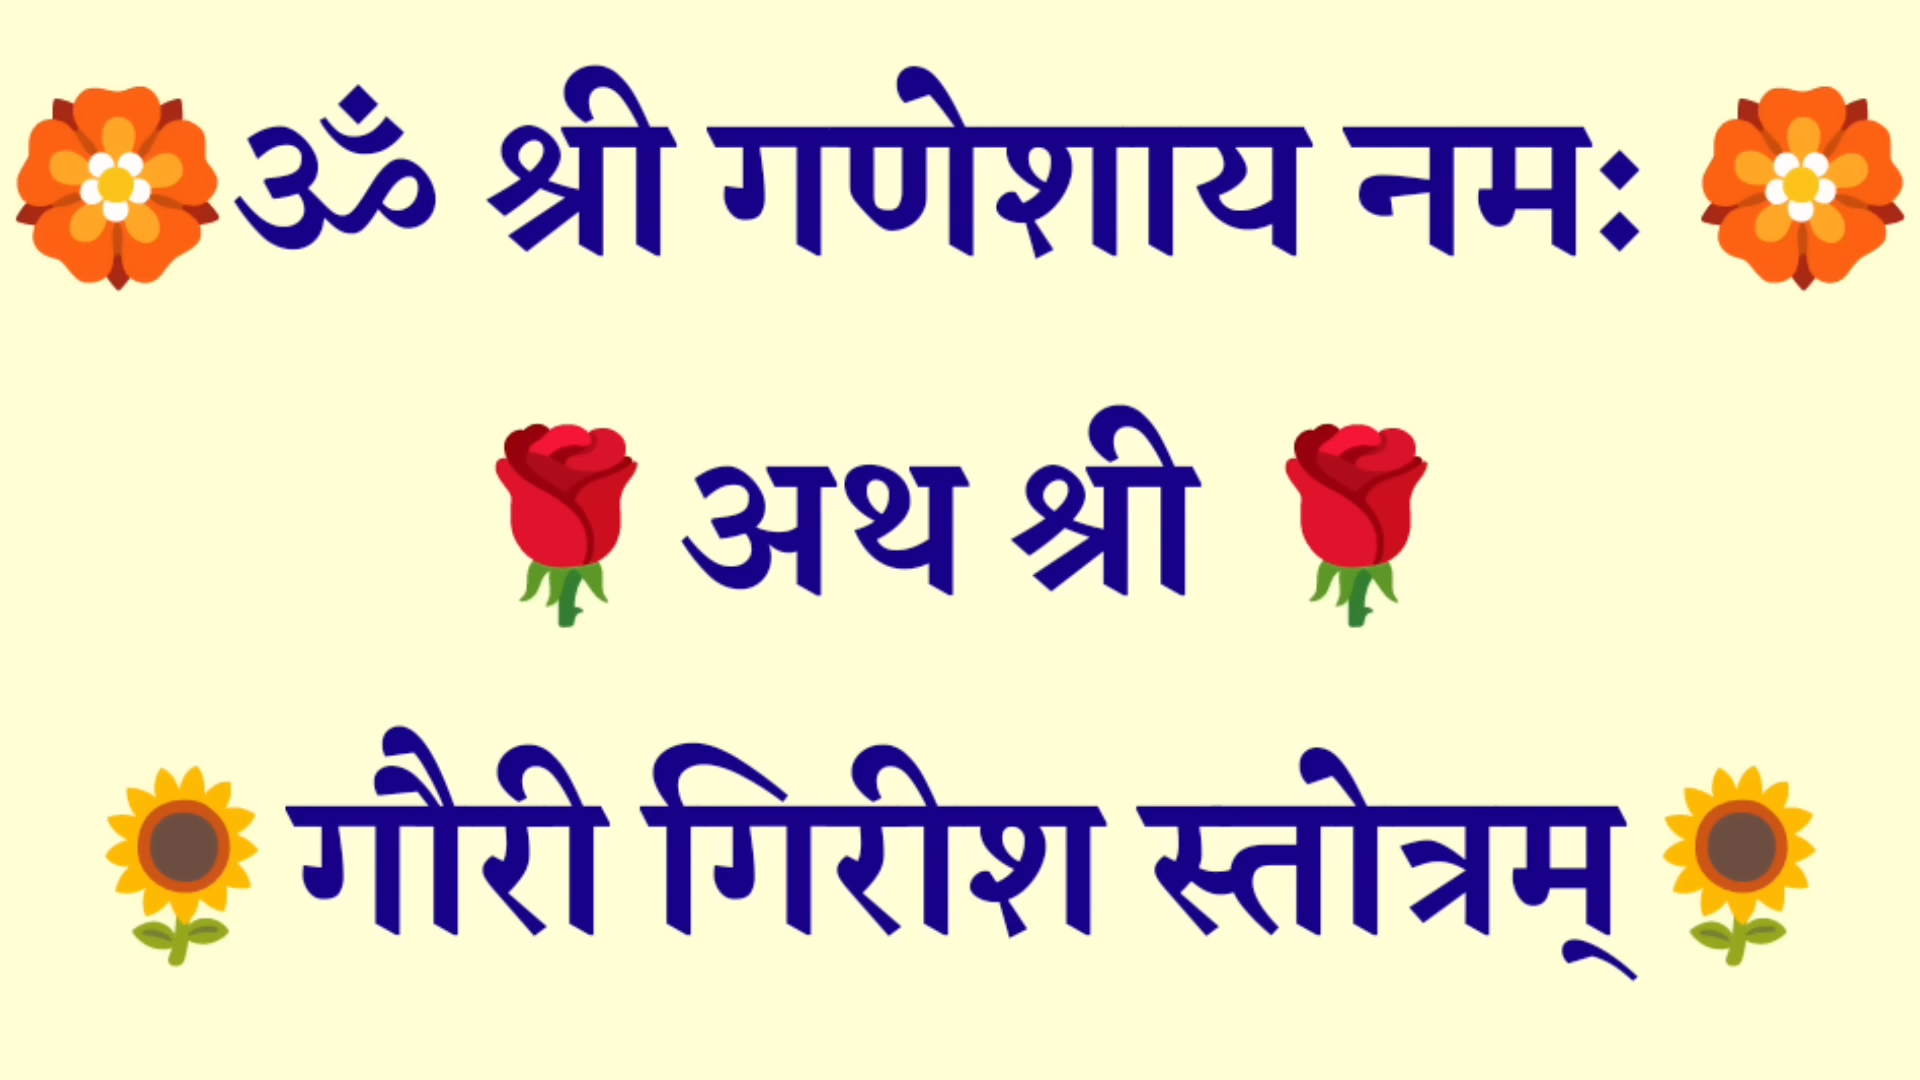 🏵️ॐ श्री गणेशाय नमः 🏵️
🌹 अथ श्री 🌹
🌻 गौरी गिरीश स्तोत्रम् 🌻